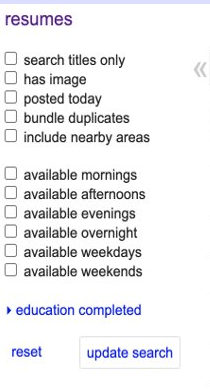 resumes
search titles only
has image
posted today
bundle duplicates
include nearby areas
available mornings
available afternoons
available evenings
available overnight
available weekdays
available weekends
education completed
reset
update search